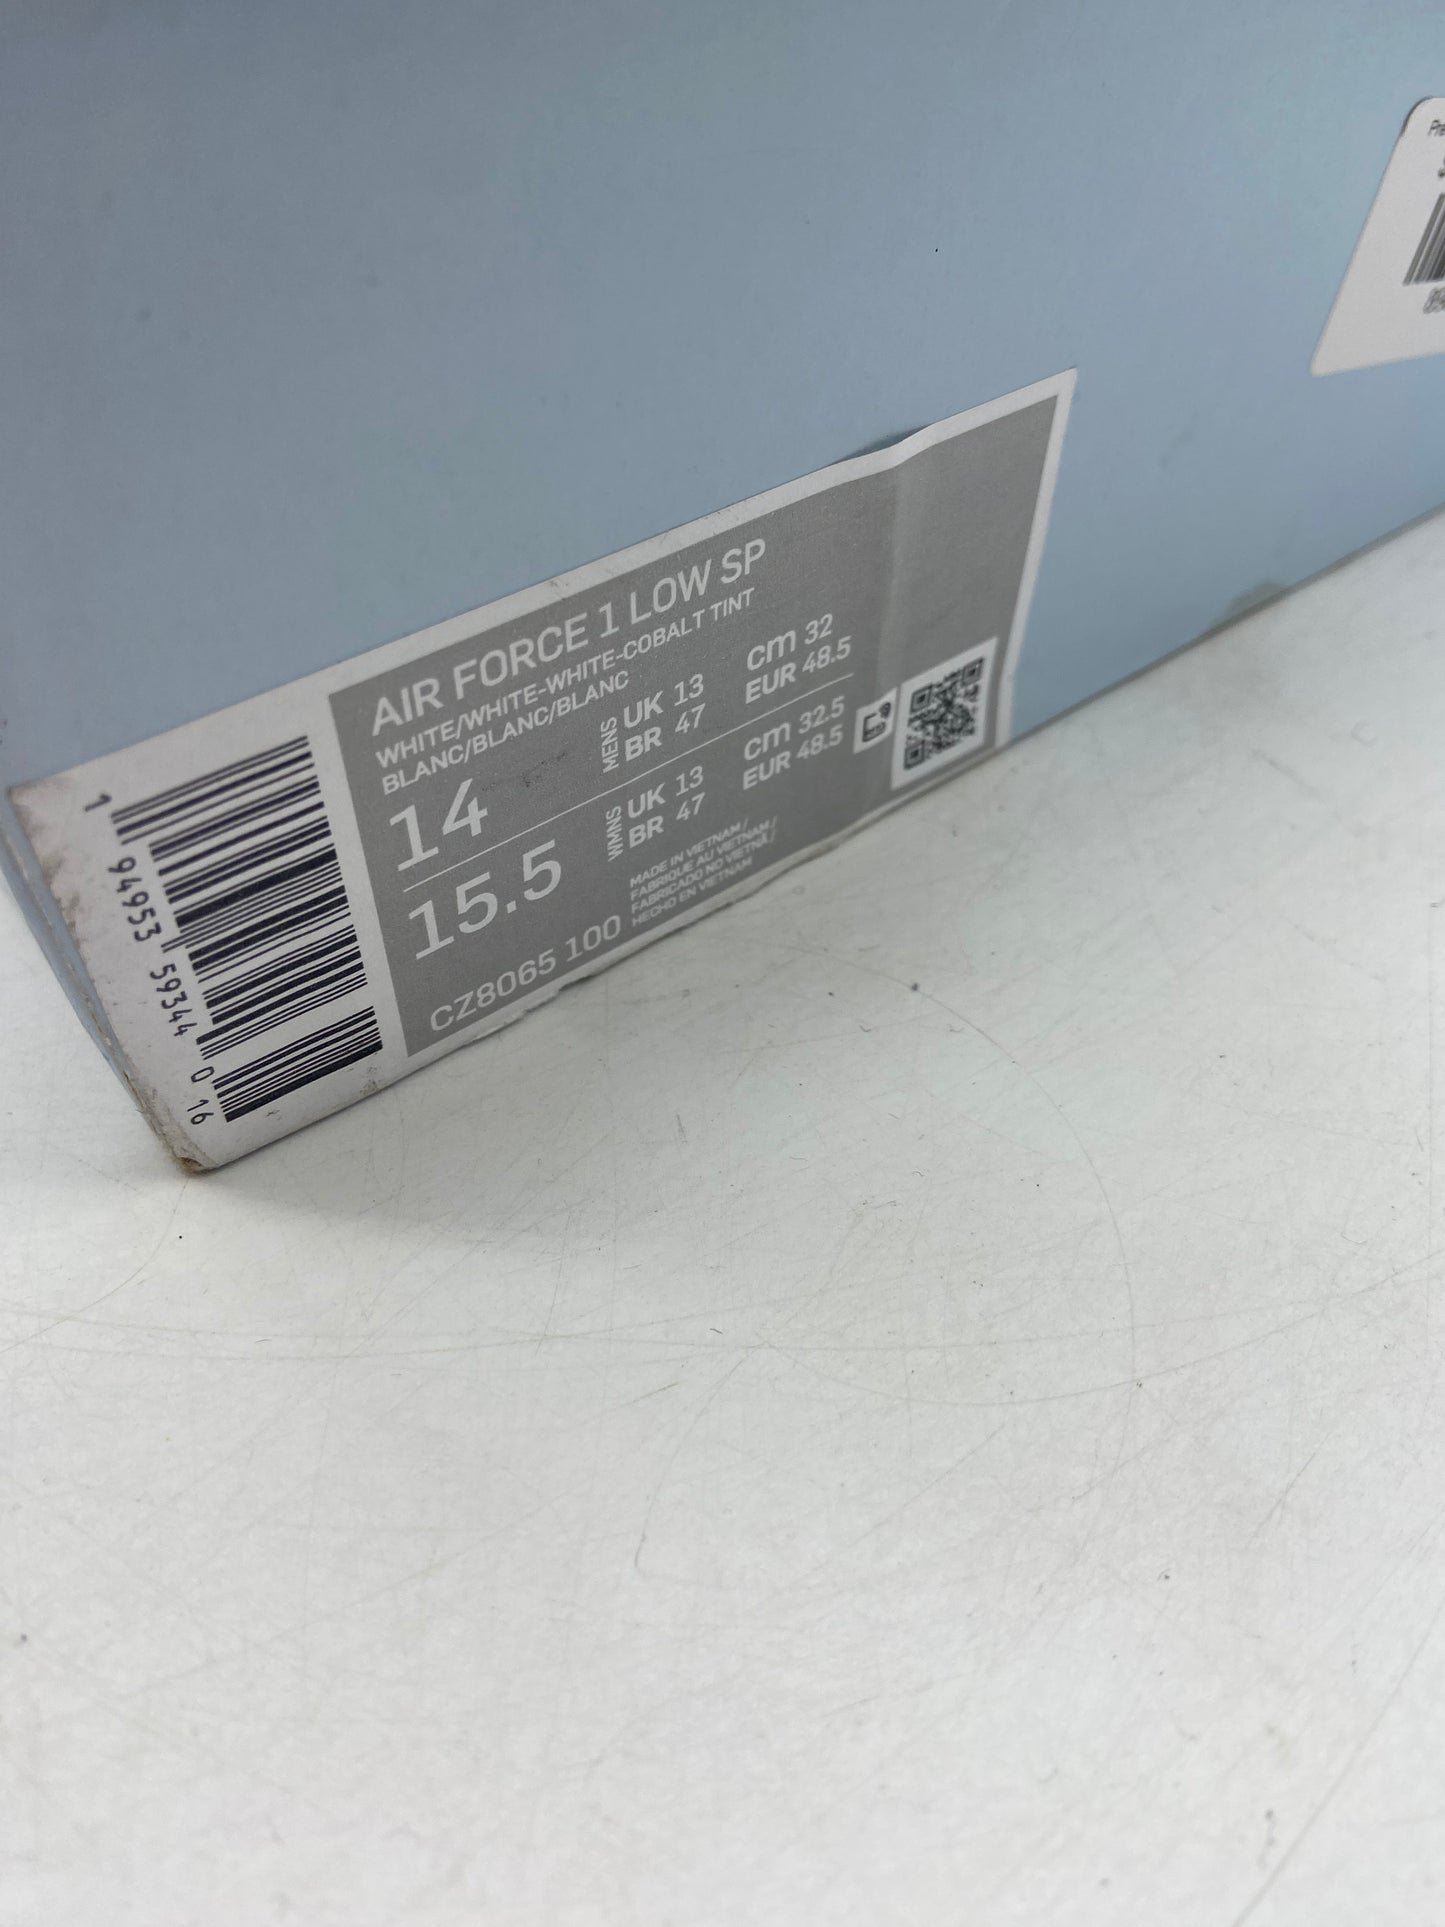 AIR FORCE 1 LOW SP
WHITE/WHITE-WHITE-COBALT TINT
BLANC/BLANC/BLANC
14
MENS
UK 13
BR 47
cm 32
EUR 48.5
15.5
WMNS
UK 13
BR 47
cm 32.5
EUR 48.5
CZ8065 100
MADE IN VIETNAM /
FABRIQUE AU VIETNAM /
FABRICADO NO VIETNÃ /
HECHO EN VIETNAM
1 94953 59344 0 16